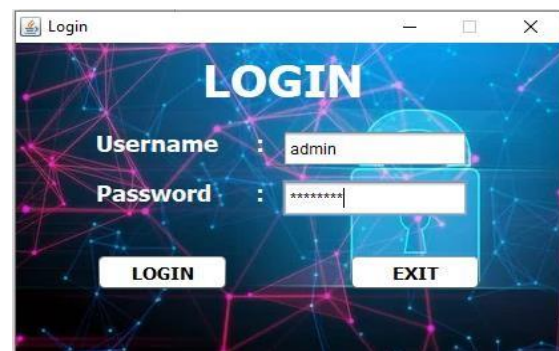 Login
LOGIN
Username : admin
Password : ********
LOGIN EXIT